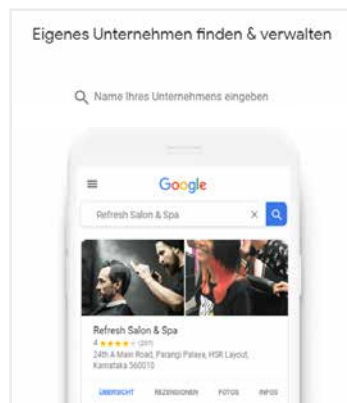 Eigenes Unternehmen finden & verwalten
Name Ihres Unternehmens eingeben
Google
Refresh Salon & Spa
Refresh Salon & Spa
4 ★★★★★
24th A Main Road, Parangi Palaya, HSR Layout,
Karnataka 560010
ÜBERSICHT REZENSIONEN FOTOS INFOS